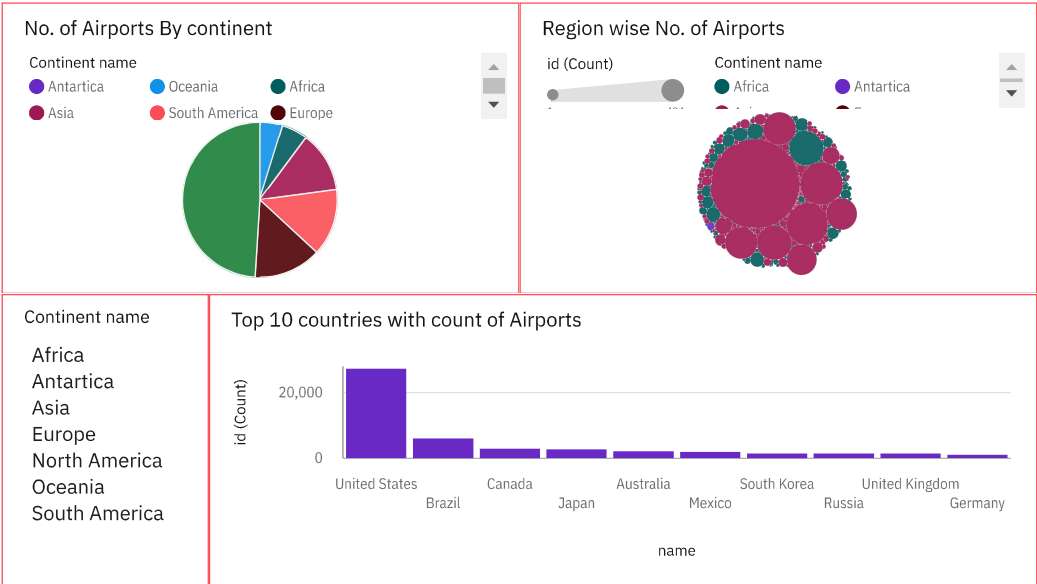 No. of Airports By continent
Continent name
Antartica
Oceania
Africa
Asia
South America
Europe
Region wise No. of Airports
id (Count)
Continent name
Africa
Antartica
Continent name
Africa
Antartica
Asia
Europe
North America
Oceania
South America
Top 10 countries with count of Airports
id (Count)
20,000
0
United States
Brazil
Canada
Japan
Australia
Mexico
South Korea
Russia
United Kingdom
Germany
name